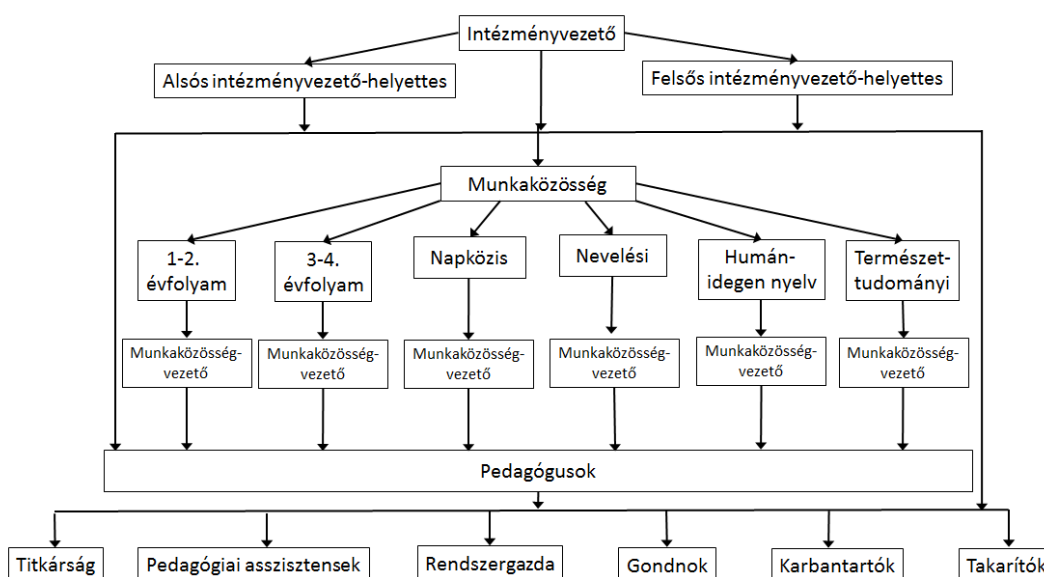 Intézményvezető
Alsós intézményvezető-helyettes
Felsős intézményvezető-helyettes
Munkaközösség
1-2.
évfolyam
3-4.
évfolyam
Napközis
Nevelési
Humán-
idegen nyelv
Természet-
tudományi
Munkaközösség-
vezető
Munkaközösség-
vezető
Munkaközösség-
vezető
Munkaközösség-
vezető
Munkaközösség-
vezető
Munkaközösség-
vezető
Pedagógusok
Titkárság
Pedagógiai asszisztensek
Rendszergazda
Gondnok
Karbantartók
Takarítók